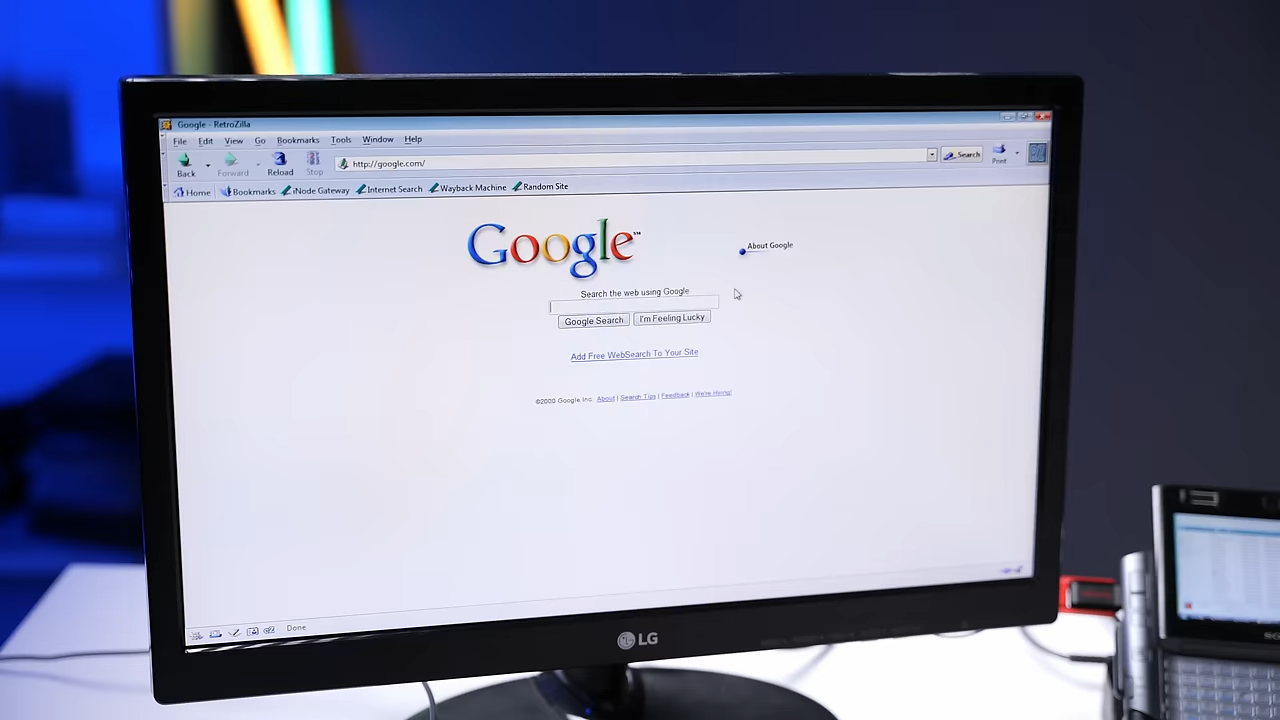 Google - RetroZilla
File Edit View Go Bookmarks Tools Window Help
Back Forward Reload Stop http://google.com/ Search Print
Home Bookmarks iNode Gateway Internet Search Wayback Machine Random Site
Google™
About Google
Search the web using Google
Google Search I'm Feeling Lucky
Add Free WebSearch To Your Site
©2000 Google Inc. About | Search Tips | Feedback | We're Hiring!
Done
LG